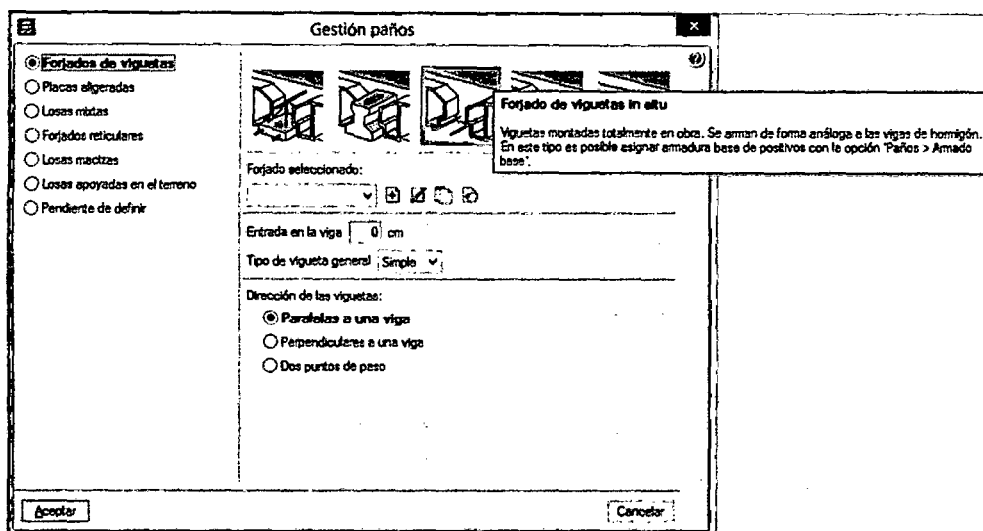 Gestión paños
Forjados de viguetas
Placas aligeradas
Losas mixtas
Forjados reticulares
Losas macizas
Losas apoyadas en el terreno
Pendiente de definir
Forjado de viguetas in situ
Viguetas montadas totalmente en obra. Se arman de forma análoga a las vigas de hormigón.
En este tipo es posible asignar armadura base de positivos con la opción "Paños > Armado
base".
Forjado seleccionado:
Entrada en la viga 0 cm
Tipo de vigueta general Simple
Dirección de las viguetas:
Paralelas a una viga
Perpendiculares a una viga
Dos puntos de paso
Aceptar
Cancelar